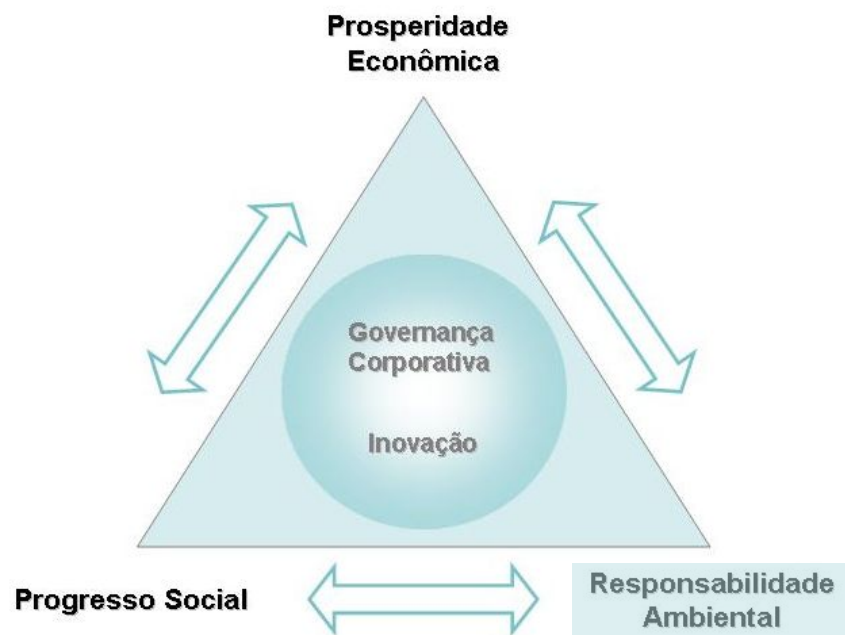 Prosperidade
Econômica
Governança
Corporativa
Inovação
Progresso Social
Responsabilidade
Ambiental